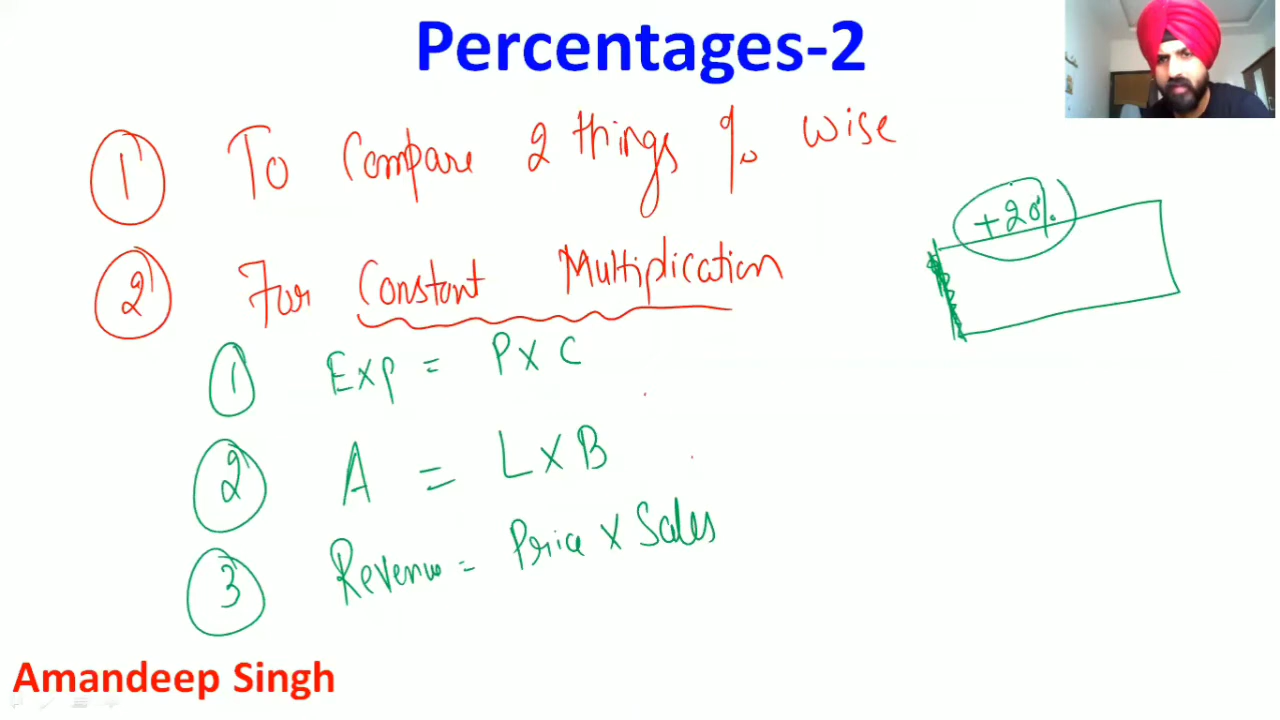 Percentages-2
1 To Compare 2 things % wise
+20%
2 For Constant Multiplication
1 Exp = P X C
2 A = L X B
3 Revenue = Price X Sales
Amandeep Singh